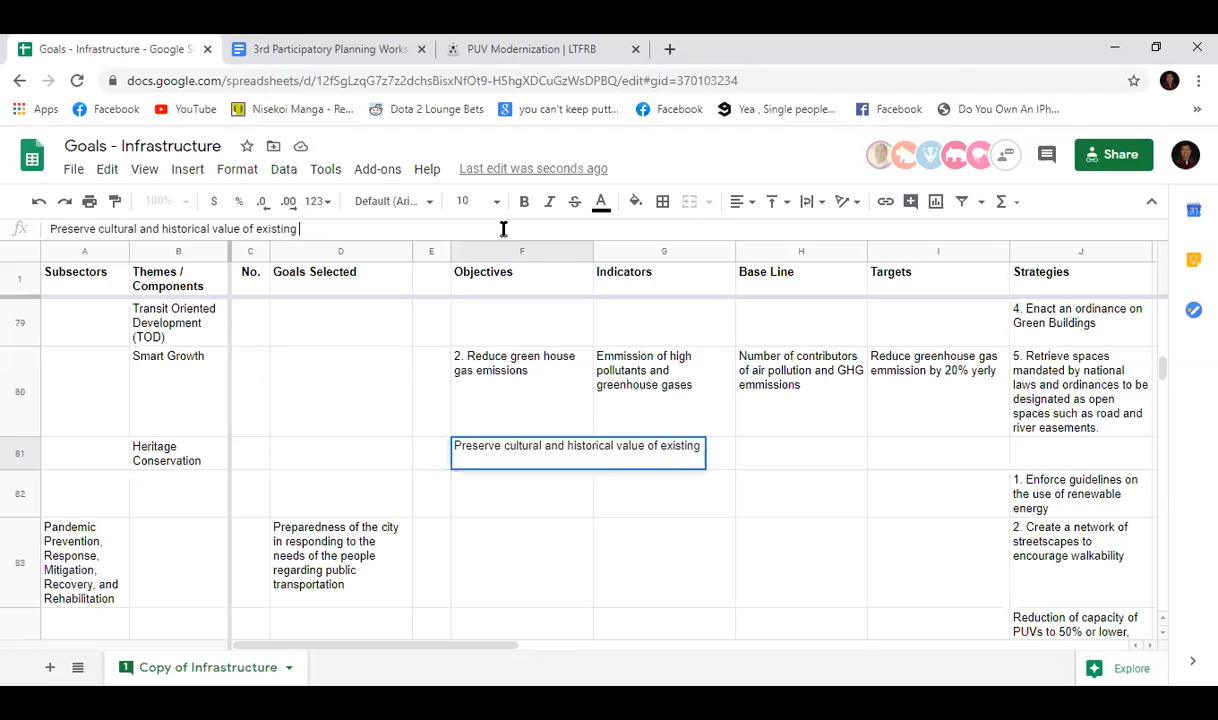 Goals - Infrastructure - Google S
3rd Participatory Planning Works
PUV Modernization | LTFRB
docs.google.com/spreadsheets/d/12fSgLzqG7z7z2dchsBisxNfOt9-H5hgXDCuGzWsDPBQ/edit#gid=370103234
Apps
Facebook
YouTube
Nisekoi Manga - Re...
Dota 2 Lounge Bets
you can't keep putt...
Facebook
Yea , Single people...
Facebook
Do You Own An IPh...
Goals - Infrastructure
Share
File Edit View Insert Format Data Tools Add-ons Help Last edit was seconds ago
100% $ % .0 .00 123 Default (Ari... 10 B I S A
fx Preserve cultural and historical value of existing
A B C D E F G H I J
1
Subsectors
Themes /
Components
No.
Goals Selected
Objectives
Indicators
Base Line
Targets
Strategies
79
Transit Oriented
Development
(TOD)
4. Enact an ordinance on
Green Buildings
80
Smart Growth
2. Reduce green house
gas emissions
Emmission of high
pollutants and
greenhouse gases
Number of contributors
of air pollution and GHG
emmissions
Reduce greenhouse gas
emmission by 20% yerly
5. Retrieve spaces
mandated by national
laws and ordinances to be
designated as open
spaces such as road and
river easements.
81
Heritage
Conservation
Preserve cultural and historical value of existing
82
1. Enforce guidelines on
the use of renewable
energy
83
Pandemic
Prevention,
Response,
Mitigation,
Recovery, and
Rehabilitation
Preparedness of the city
in responding to the
needs of the people
regarding public
transportation
2. Create a network of
streetscapes to
encourage walkability
Reduction of capacity of
PUVs to 50% or lower,
1 Copy of Infrastructure
Explore